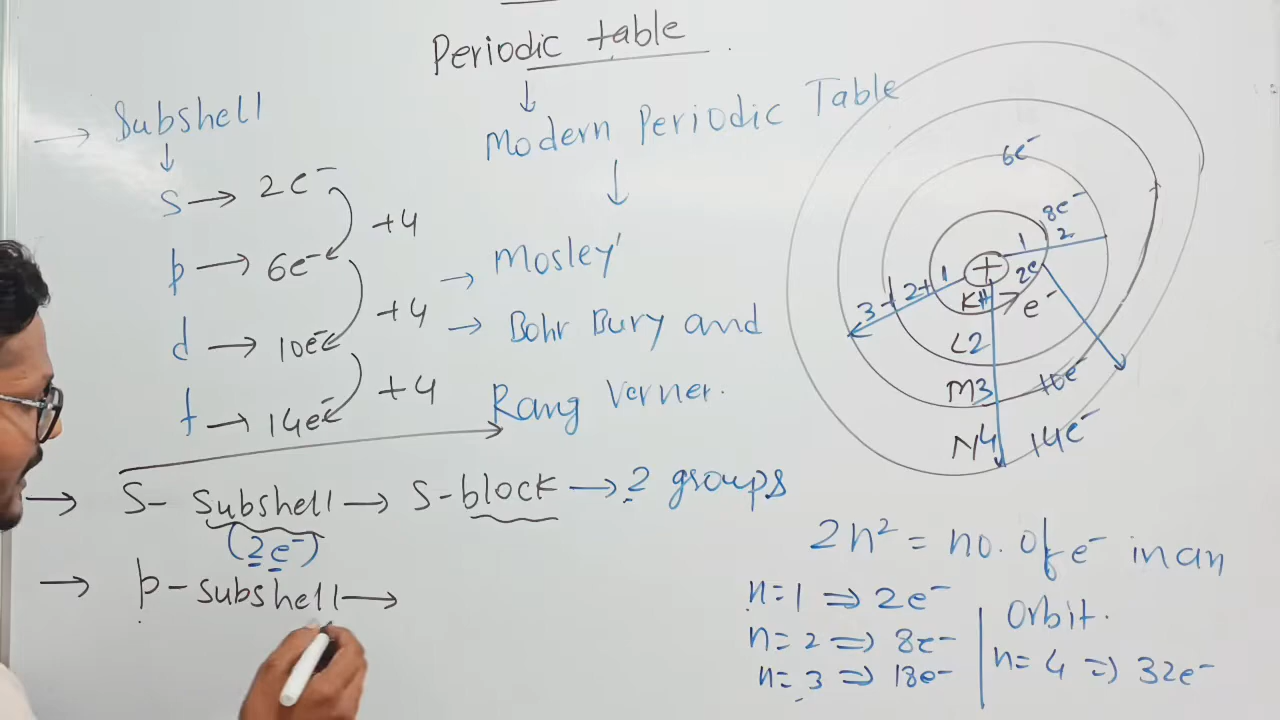 Periodic table
→ Subshell
↓
s → 2e⁻
+4
p → 6e⁻
+4
d → 10e⁻
+4
f → 14e⁻
↓
Modern Periodic Table
↓
→ Mosley'
→ Bohr Bury and
Rang Verner.
→ S- Subshell → S-block → 2 groups
(2e⁻)
→ p-subshell →
6e⁻
8e⁻
1 2
+ 2e
3+2+1
K1 e⁻
L2
M3 10e⁻
N4 14e⁻
2n² = no. of e⁻ in an
Orbit.
n=1 ⇒ 2e⁻
n=2 ⇒ 8e⁻
n=3 ⇒ 18e⁻
n=4 ⇒ 32e⁻